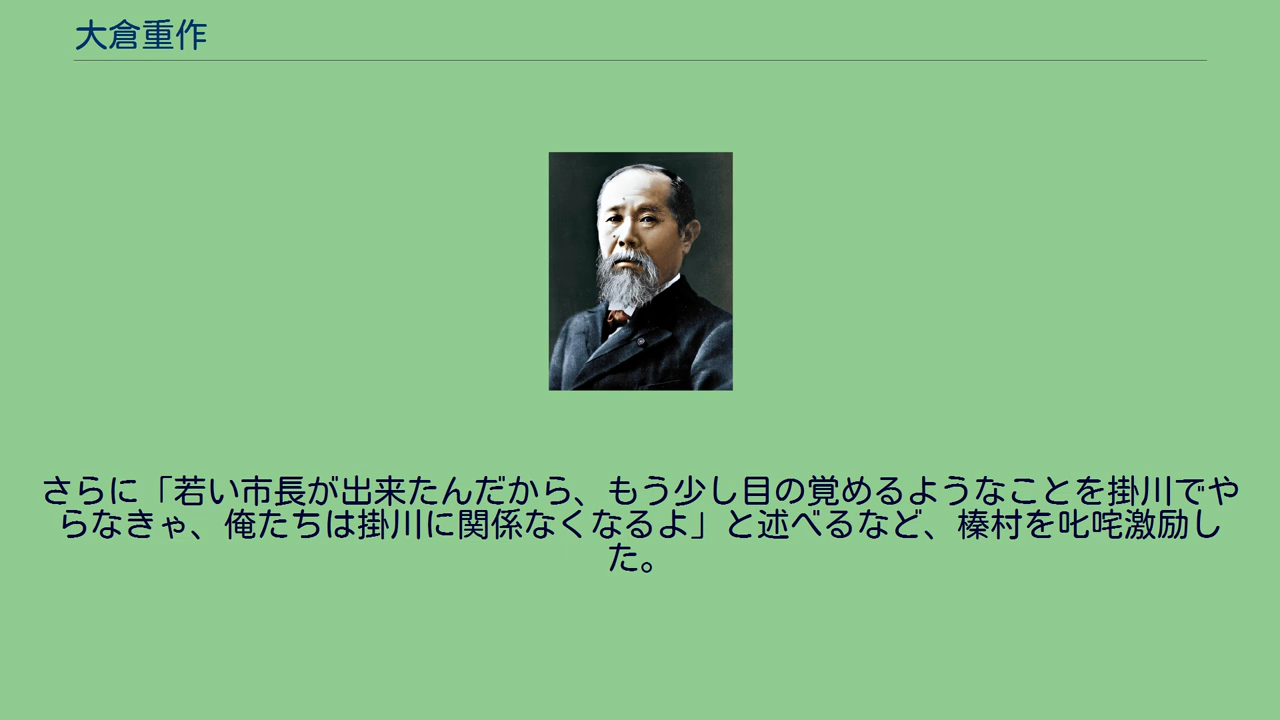 大倉重作
さらに「若い市長が出来たんだから、もう少し目の覚めるようなことを掛川でや
らなきゃ、俺たちは掛川に関係なくなるよ」と述べるなど、榛村を叱咤激励し
た。